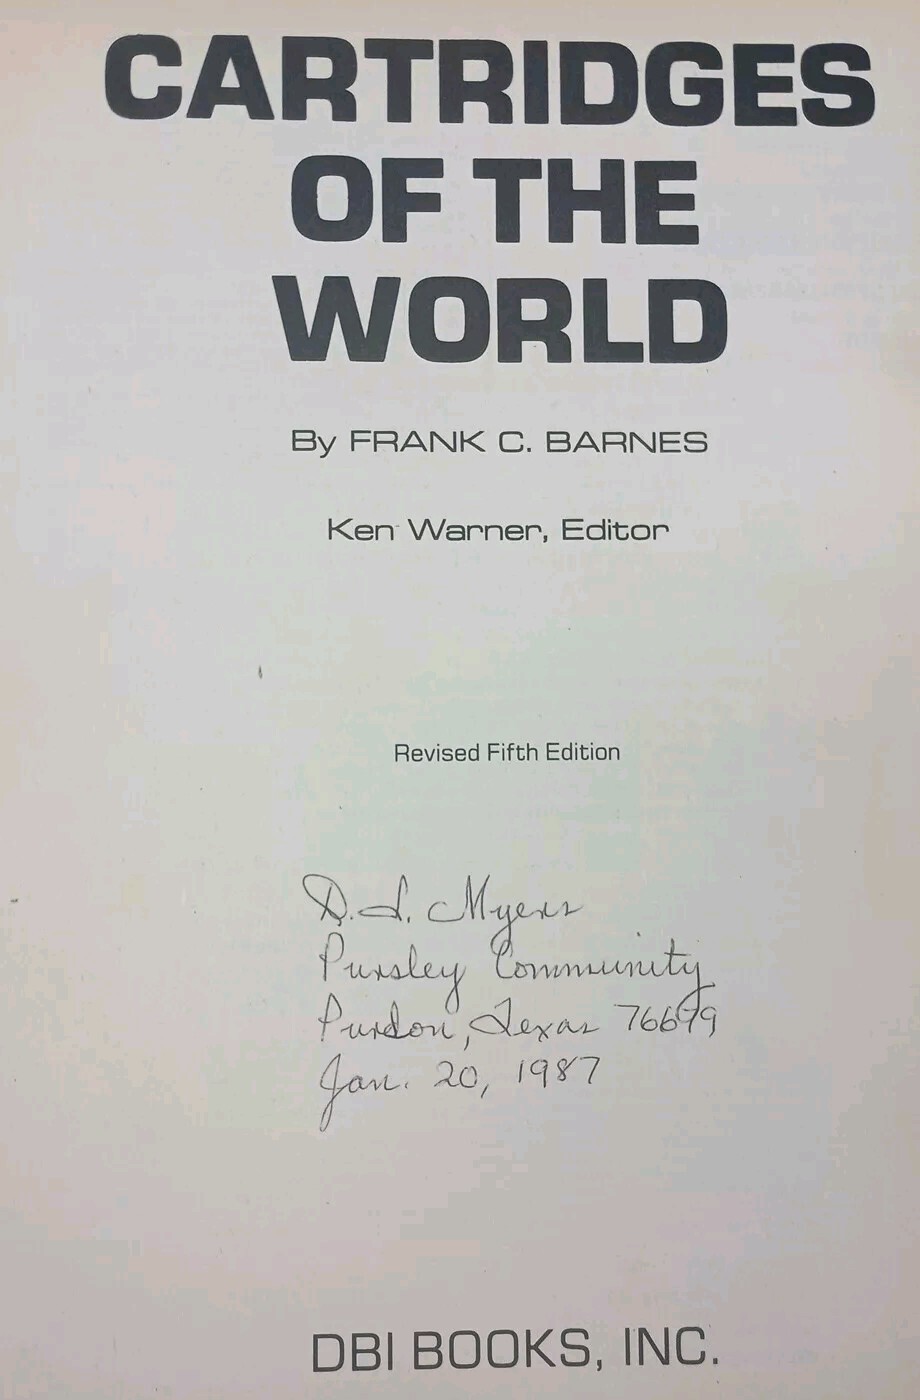 CARTRIDGES
OF THE
WORLD
By FRANK C. BARNES
Ken Warner, Editor
Revised Fifth Edition
D. L. Myers
Pursley Community
Purdon, Texas 76679
Jan. 20, 1987
DBI BOOKS, INC.